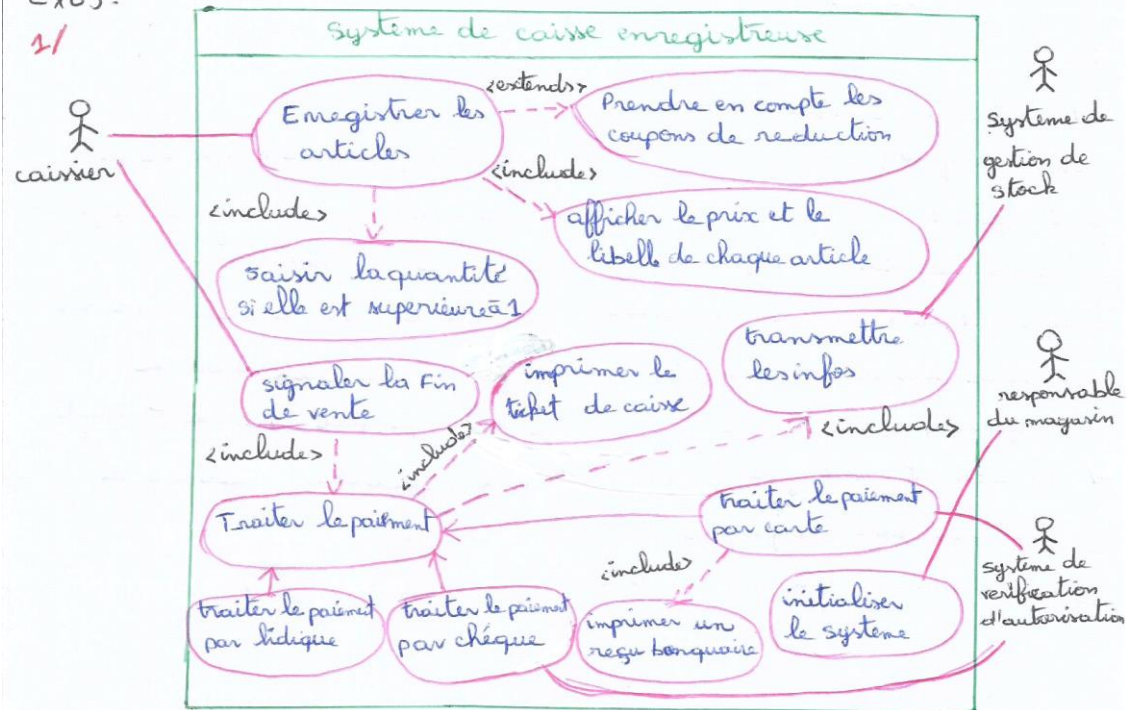 Exo3:
1/
Système de caisse enregistreuse
caissier
Enregistrer les
articles
<extends>
Prendre en compte les
coupons de reduction
Système de
gestion de
stock
<include>
<include>
afficher le prix et le
libellé de chaque article
saisir la quantité
si elle est superieure à 1
transmettre
les infos
signaler la Fin
de vente
imprimer le
ticket de caisse
responsable
du magasin
<include>
<include>
<include>
Traiter le paiement
traiter le paiement
par carte
<include>
système de
verification
d'autorisation
traiter le paiement
par lidique
traiter le paiement
par chéque
imprimer un
reçu banquaire
initialiser
le système